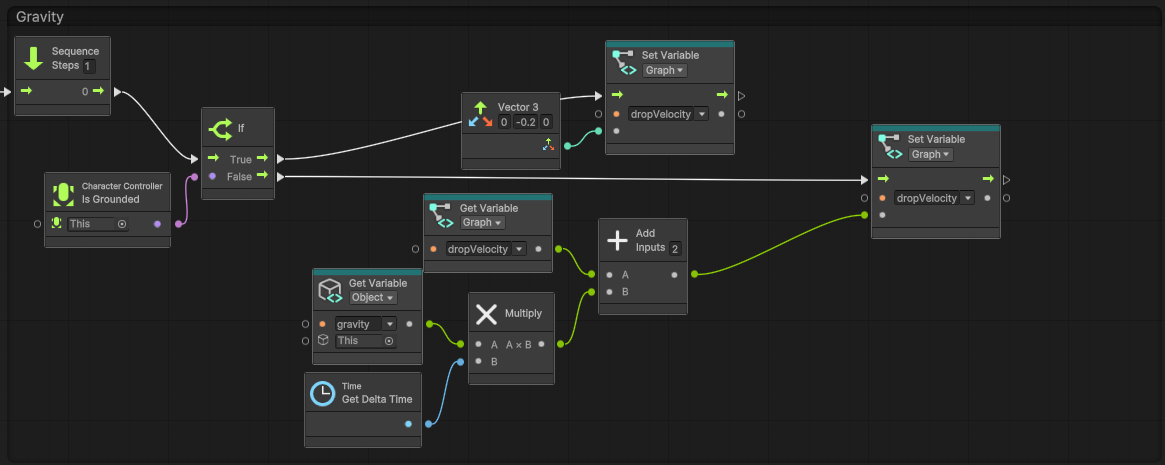 Gravity
Sequence
Steps 1
0
If
True
False
Character Controller
Is Grounded
This
Vector 3
0 -0.2 0
Set Variable
Graph
dropVelocity
Set Variable
Graph
dropVelocity
Get Variable
Graph
dropVelocity
Add
Inputs 2
A
B
Get Variable
Object
gravity
This
Multiply
A A × B
B
Time
Get Delta Time